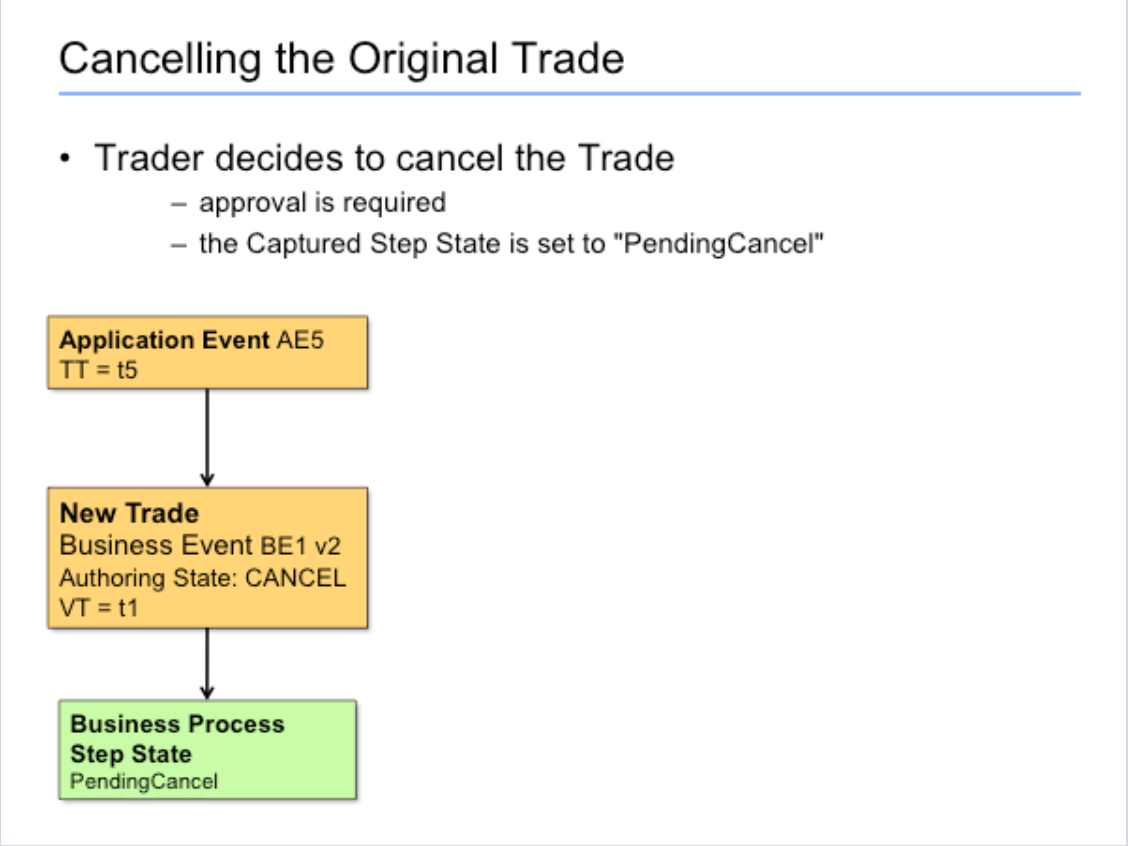 Cancelling the Original Trade
• Trader decides to cancel the Trade
– approval is required
– the Captured Step State is set to "PendingCancel"
Application Event AE5
TT = t5
New Trade
Business Event BE1 v2
Authoring State: CANCEL
VT = t1
Business Process
Step State
PendingCancel